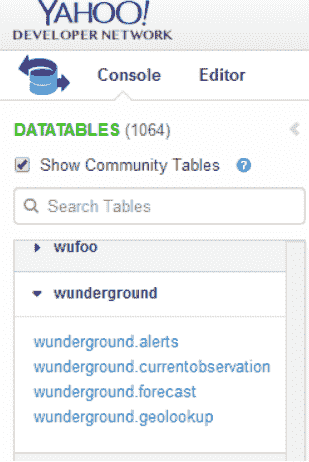 YAHOO!
DEVELOPER NETWORK
Console Editor
DATATABLES (1064)
Show Community Tables ?
Search Tables
wufoo
wunderground
wunderground.alerts
wunderground.currentobservation
wunderground.forecast
wunderground.geolookup